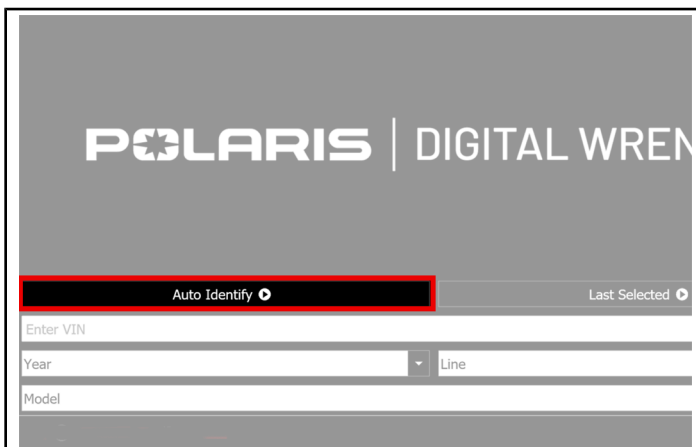 POLARIS | DIGITAL WREN
Auto Identify
Last Selected
Enter VIN
Year
Line
Model